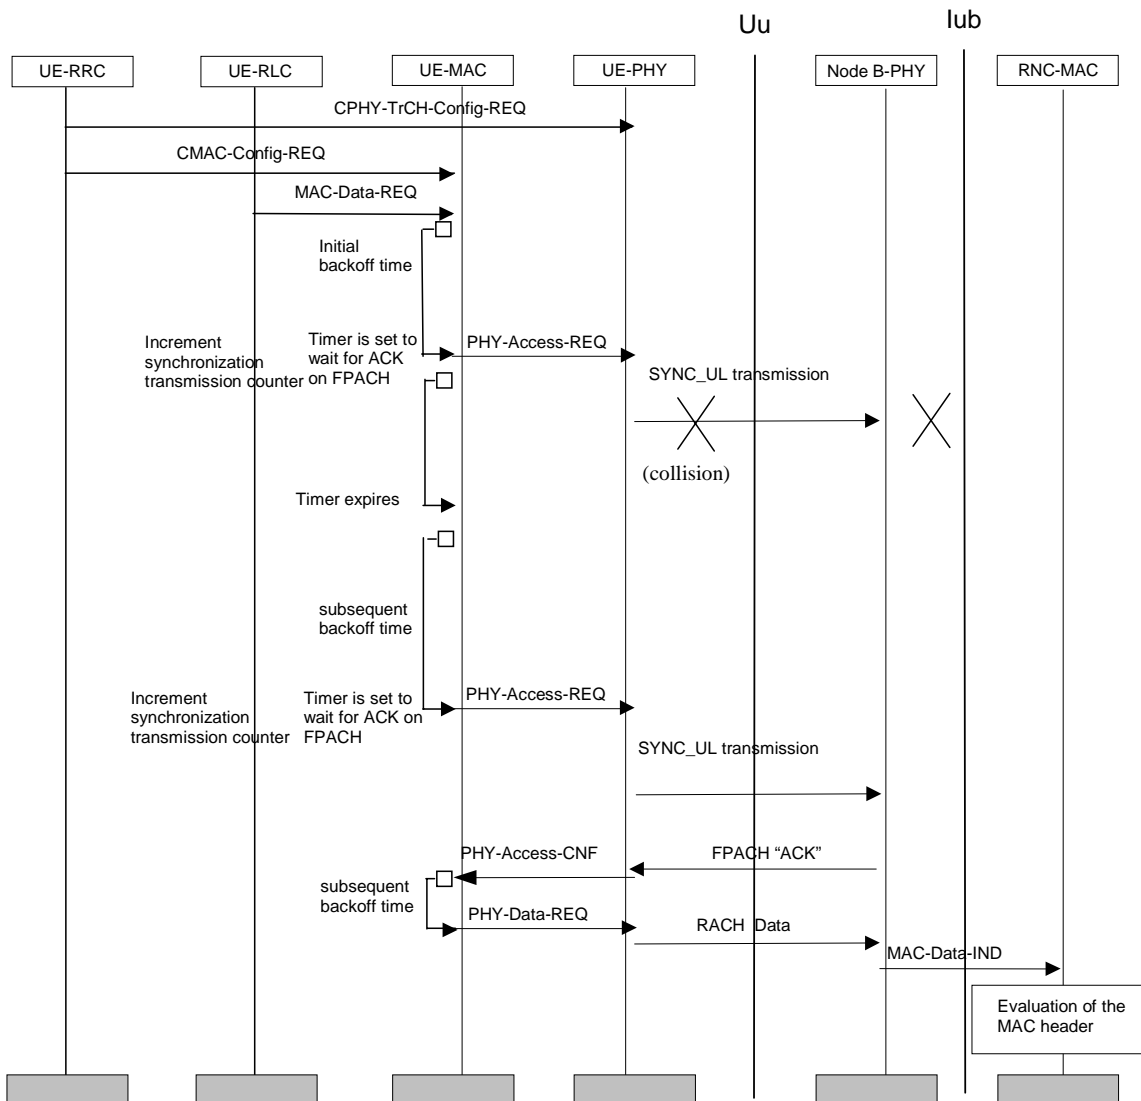 Uu
Iub
UE-RRC
UE-RLC
UE-MAC
UE-PHY
Node B-PHY
RNC-MAC
CPHY-TrCH-Config-REQ
CMAC-Config-REQ
MAC-Data-REQ
Initial
backoff time
Increment
synchronization
transmission counter
Timer is set to
wait for ACK
on FPACH
PHY-Access-REQ
SYNC_UL transmission
(collision)
Timer expires
subsequent
backoff time
Increment
synchronization
transmission counter
Timer is set to
wait for ACK on
FPACH
PHY-Access-REQ
SYNC_UL transmission
PHY-Access-CNF
FPACH “ACK”
subsequent
backoff time
PHY-Data-REQ
RACH Data
MAC-Data-IND
Evaluation of the
MAC header